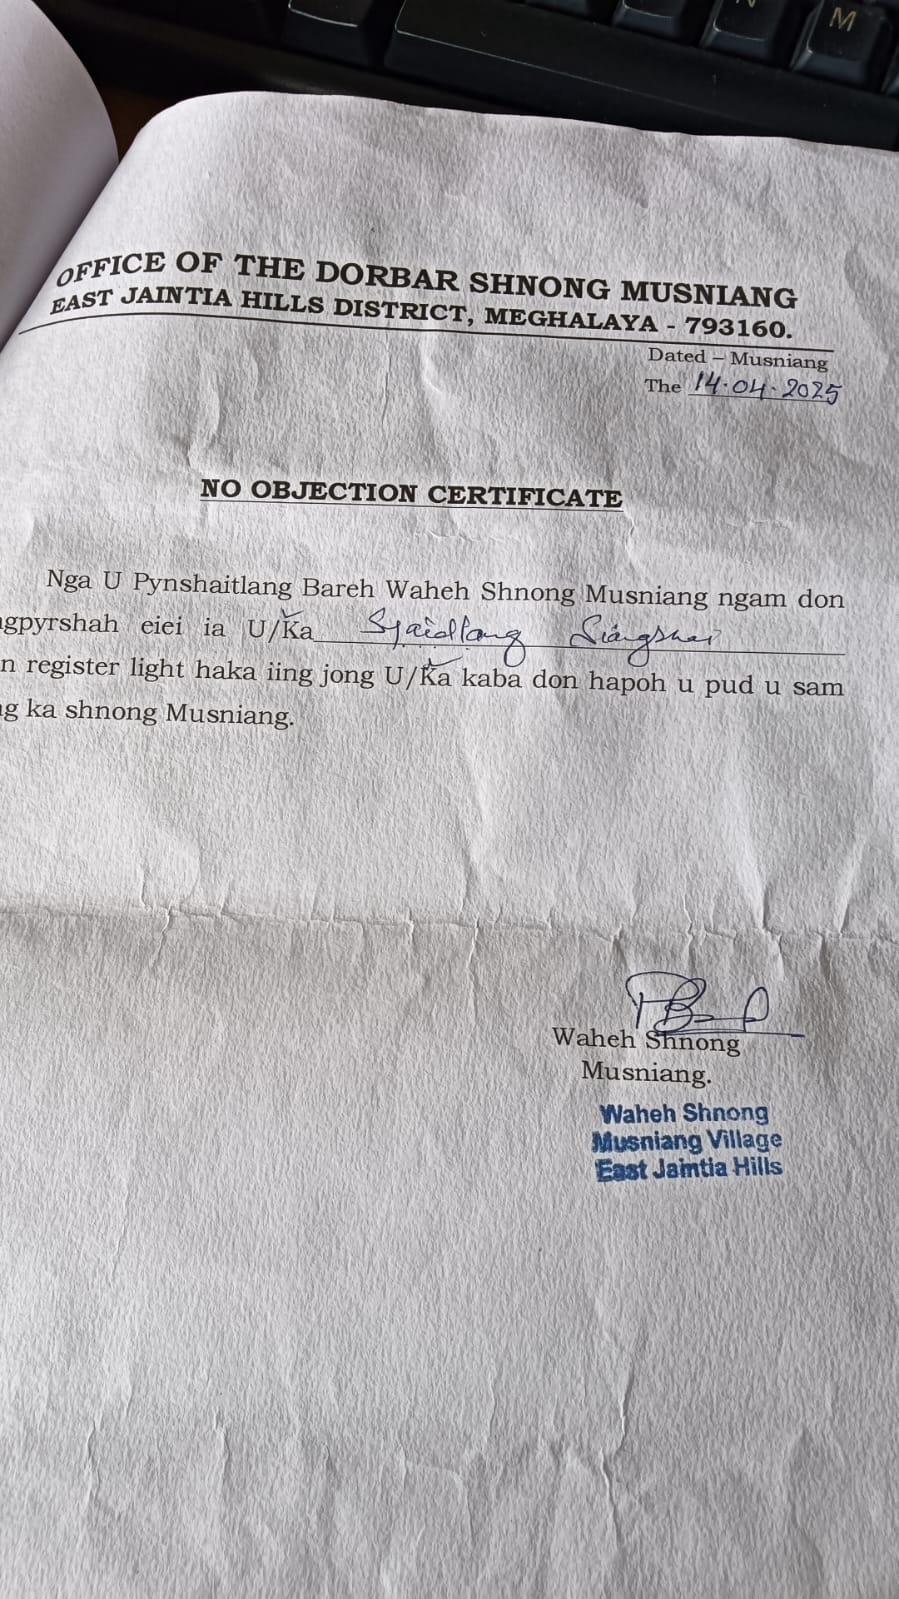 OFFICE OF THE DORBAR SHNONG MUSNIANG
EAST JAINTIA HILLS DISTRICT, MEGHALAYA - 793160.
Dated – Musniang
The 14.04.2025
NO OBJECTION CERTIFICATE
Nga U Pynshaitlang Bareh Waheh Shnong Musniang ngam don
gpyrshah eiei ia U/Ka Syaidlang Siangshai
n register light haka iing jong U/Ka kaba don hapoh u pud u sam
g ka shnong Musniang.
Waheh Shnong
Musniang.
Waheh Shnong
Musniang Village
East Jaintia Hills
M